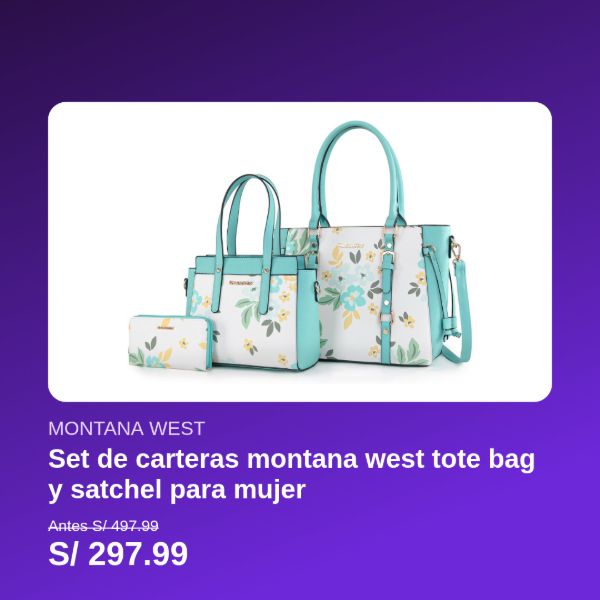 MONTANA WEST
Set de carteras montana west tote bag
y satchel para mujer
Antes S/ 497.99
S/ 297.99